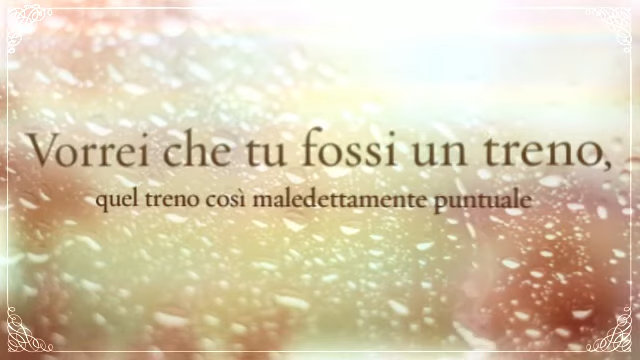 Vorrei che tu fossi un treno,
quel treno così maledettamente puntuale